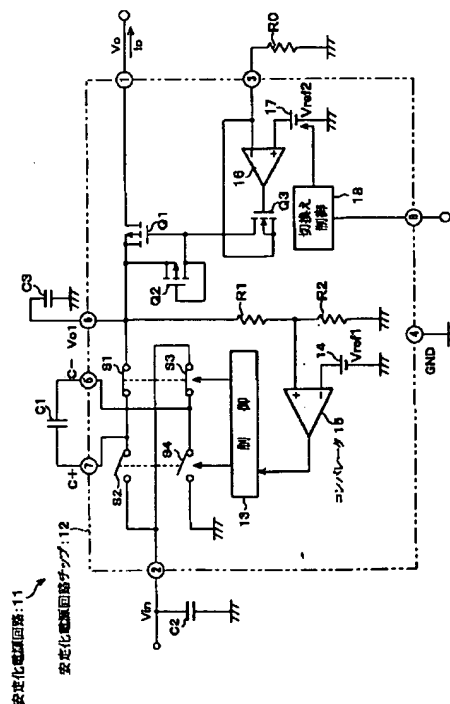 安定化電源回路:11
安定化電源回路チップ:12
Vin
C2
2
C+
7
C1
C-
6
Vo1
C3
S2
S1
S4
S3
制御
13
コンパレータ
15
+
-
14
Vref1
R1
R2
GND
4
Q2
Q1
1
Vo
Io
3
R0
16
+
17
Vref2
Q3
切換え
制御
18